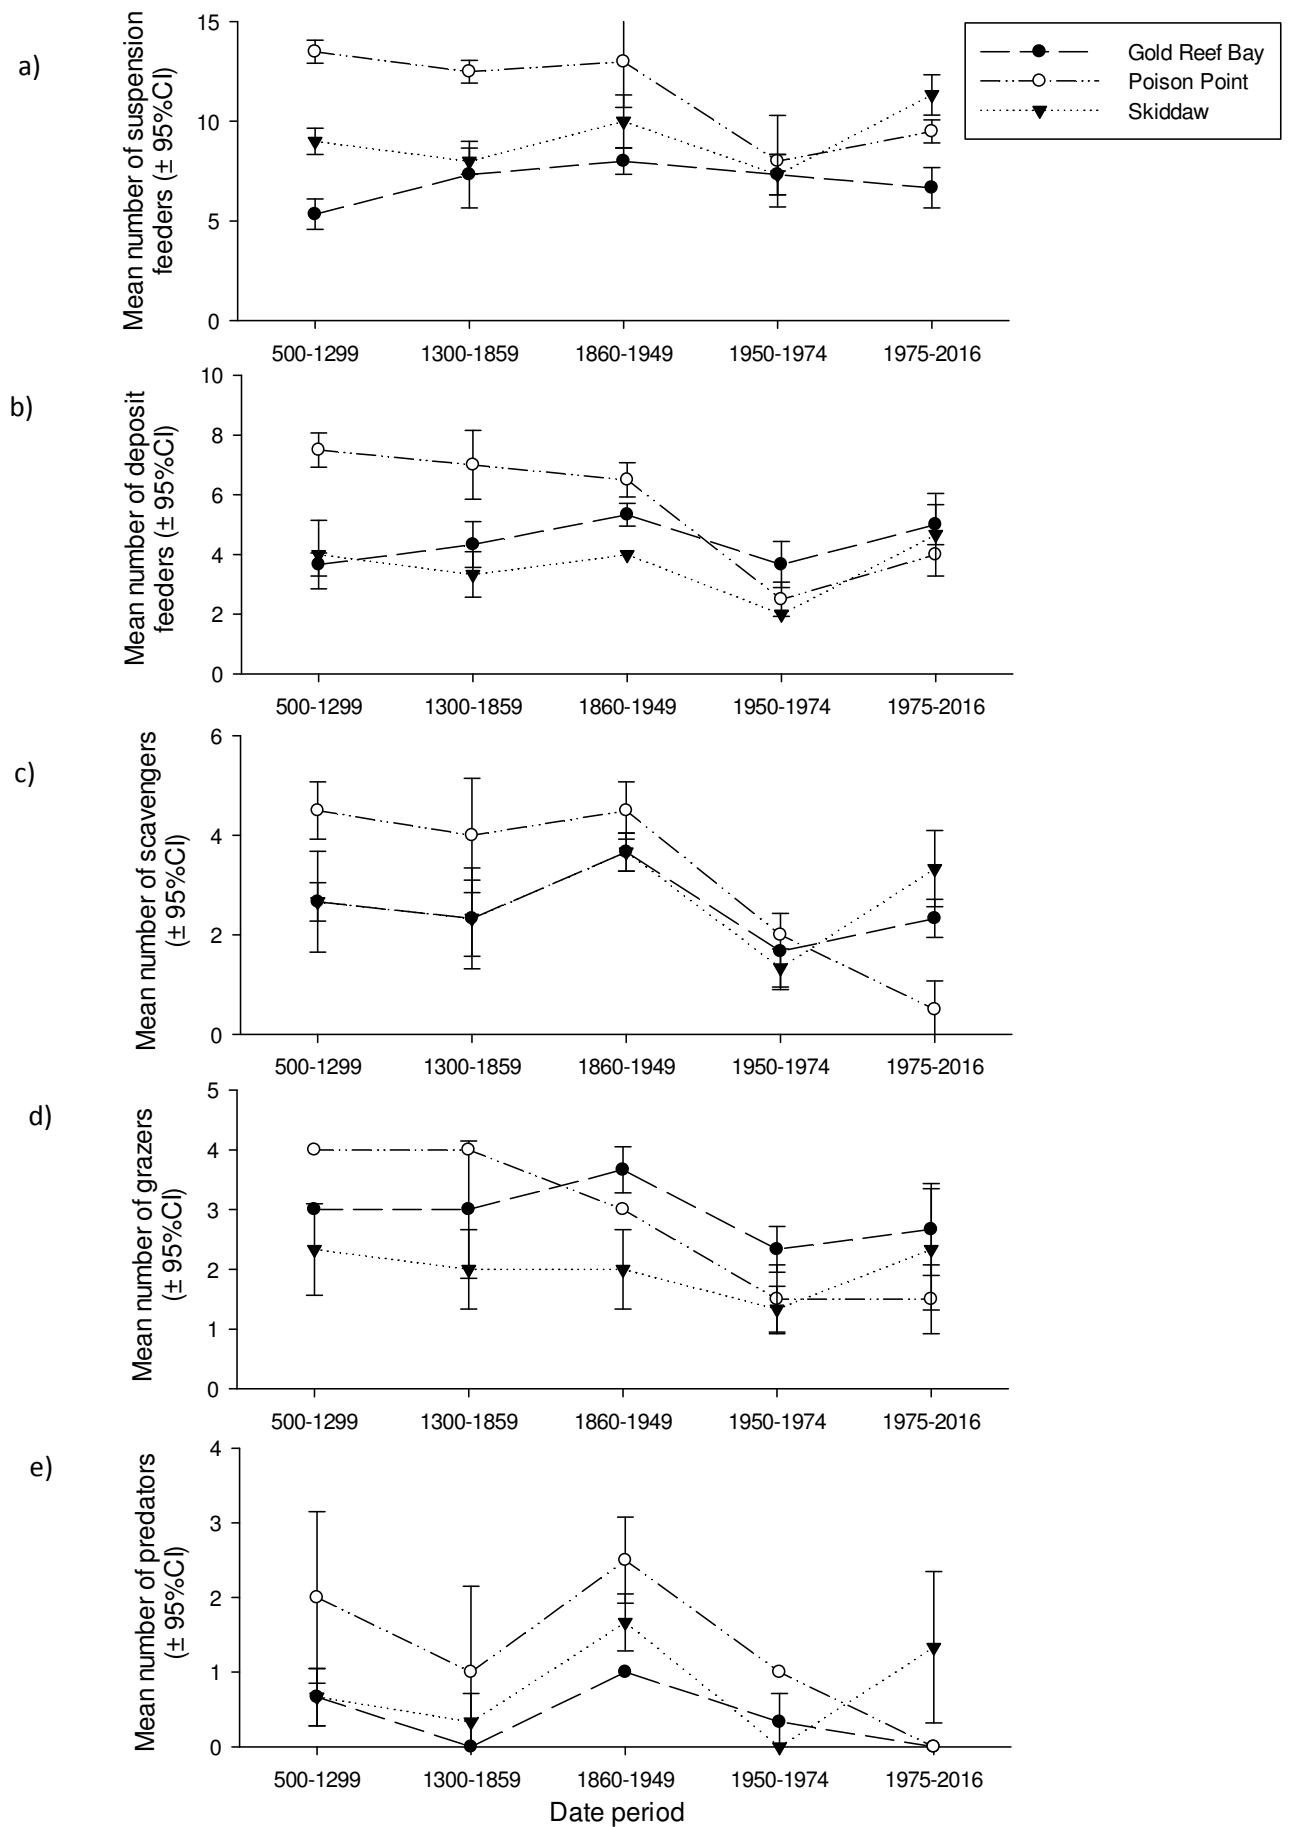 a)
Mean number of suspension
feeders (± 95%CI)
15
10
5
0
500-1299
1300-1859
1860-1949
1950-1974
1975-2016
Gold Reef Bay
Poison Point
Skiddaw
b)
Mean number of deposit
feeders (± 95%CI)
10
8
6
4
2
0
500-1299
1300-1859
1860-1949
1950-1974
1975-2016
c)
Mean number of scavengers
(± 95%CI)
6
4
2
0
500-1299
1300-1859
1860-1949
1950-1974
1975-2016
d)
Mean number of grazers
(± 95%CI)
5
4
3
2
1
0
500-1299
1300-1859
1860-1949
1950-1974
1975-2016
e)
Mean number of predators
(± 95%CI)
4
3
2
1
0
500-1299
1300-1859
1860-1949
1950-1974
1975-2016
Date period